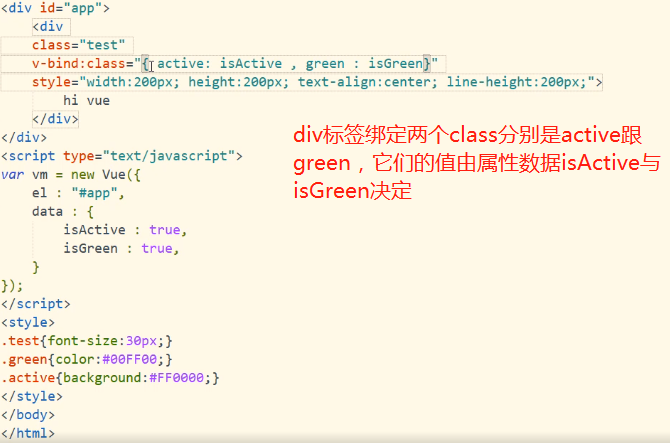 <div id="app">
<div
class="test"
v-bind:class="{ active: isActive , green : isGreen}"
style="width:200px; height:200px; text-align:center; line-height:200px;">
hi vue
</div>
</div>
div标签绑定两个class分别是active跟
green，它们的值由属性数据isActive与
isGreen决定
<script type="text/javascript">
var vm = new Vue({
el : "#app",
data : {
isActive : true,
isGreen : true,
}
});
</script>
<style>
.test{font-size:30px;}
.green{color:#00FF00;}
.active{background:#FF0000;}
</style>
</body>
</html>